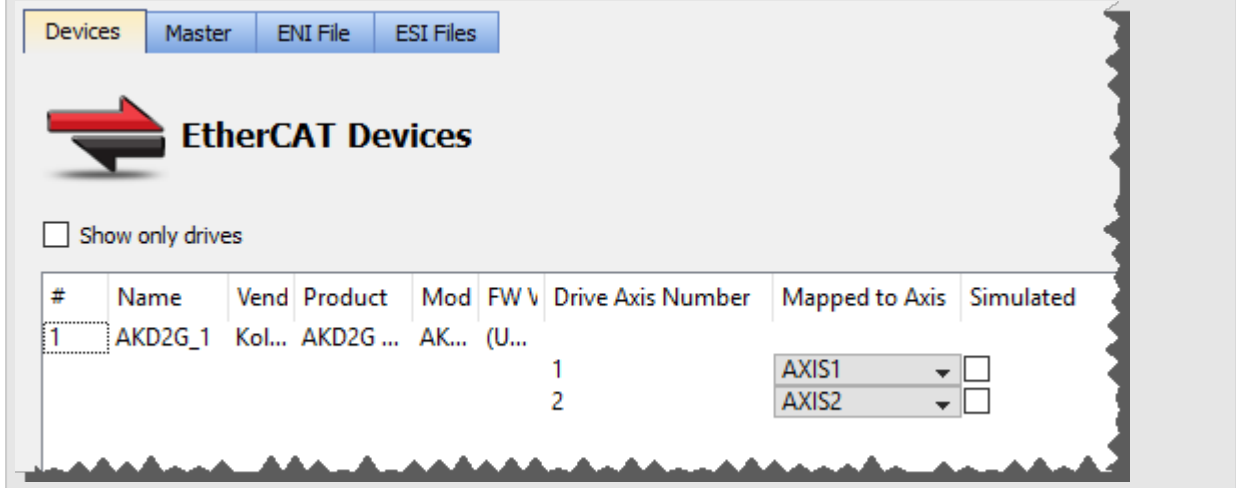 Devices Master ENI File ESI Files
EtherCAT Devices
Show only drives
# Name Vend Product Mod FW V Drive Axis Number Mapped to Axis Simulated
1 AKD2G_1 Kol... AKD2G ... AK... (U...
1 AXIS1
2 AXIS2